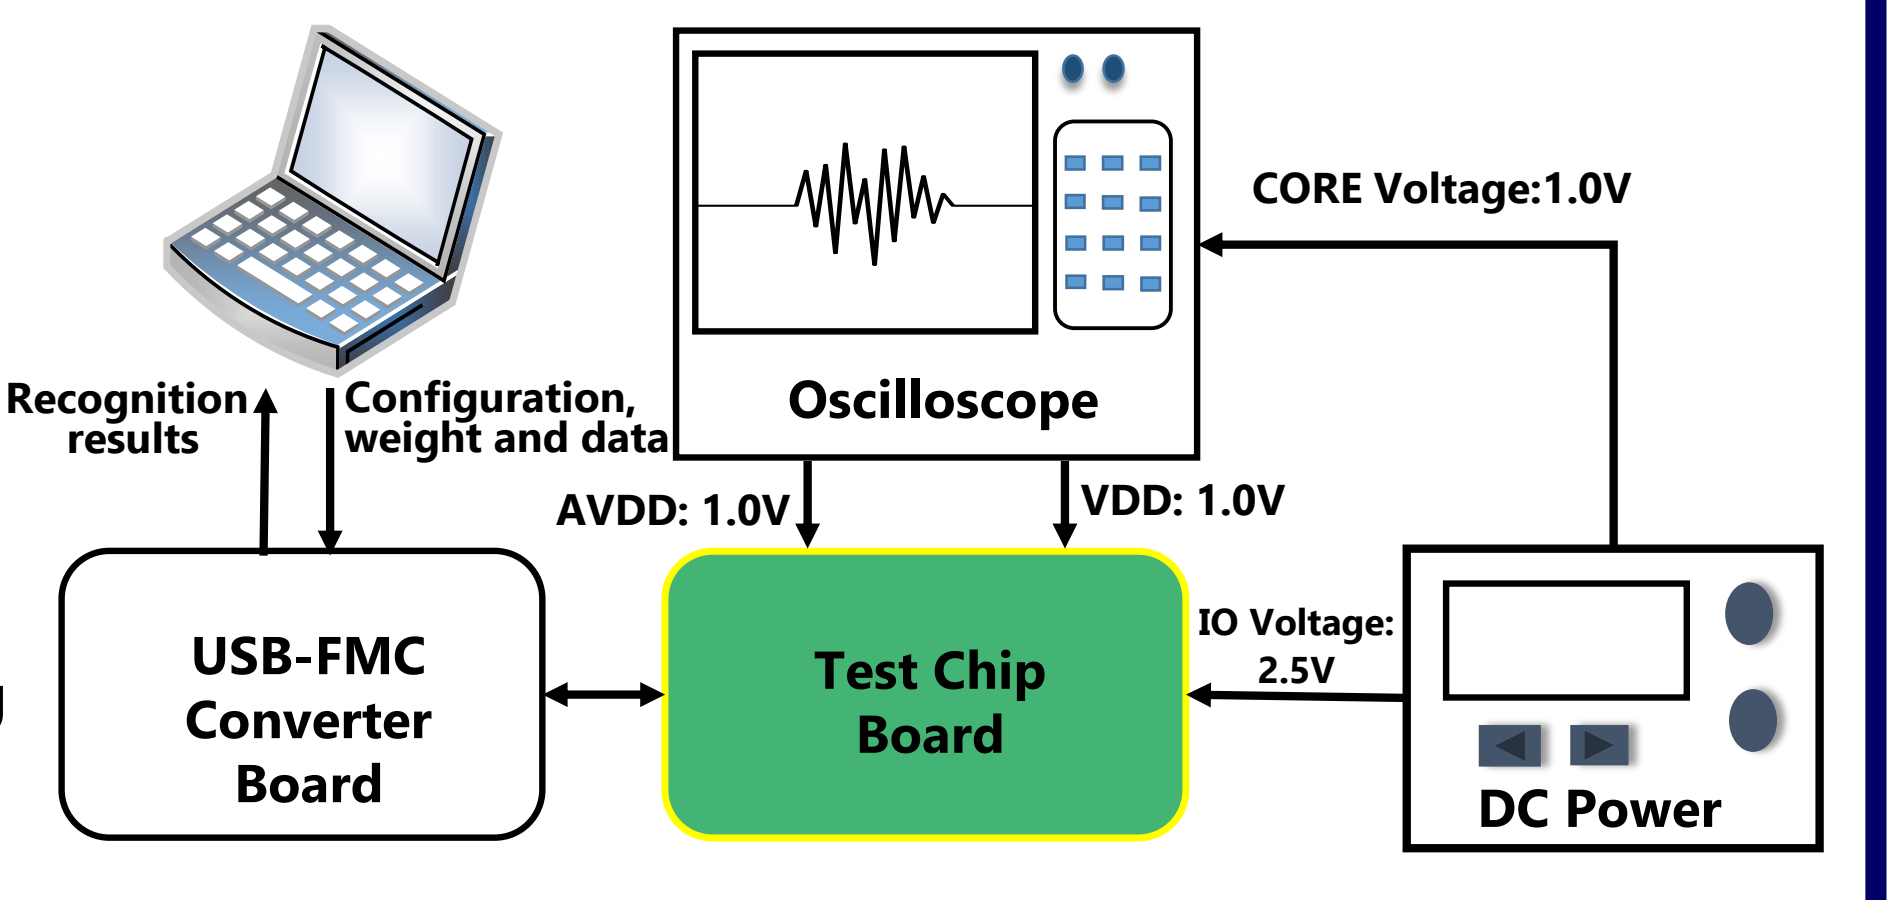 CORE Voltage:1.0V
Oscilloscope
Recognition
results
Configuration,
weight and data
AVDD: 1.0V
VDD: 1.0V
USB-FMC
Converter
Board
Test Chip
Board
IO Voltage:
2.5V
DC Power